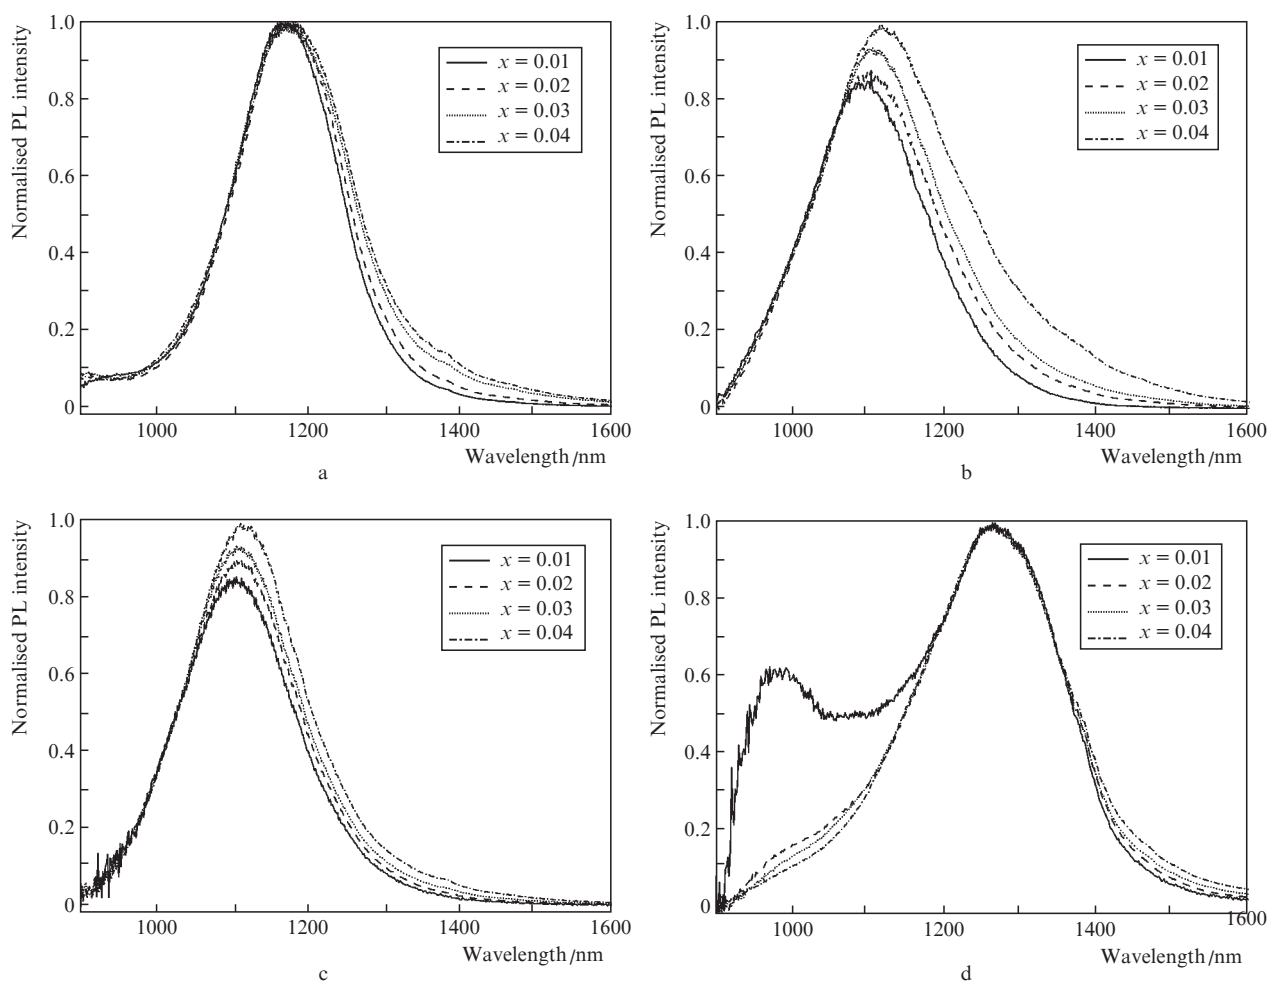 Normalised PL intensity
1.0
0.8
0.6
0.4
0.2
0
x = 0.01
x = 0.02
x = 0.03
x = 0.04
1000 1200 1400 1600
Wavelength/nm
a
Normalised PL intensity
1.0
0.8
0.6
0.4
0.2
0
x = 0.01
x = 0.02
x = 0.03
x = 0.04
1000 1200 1400 1600
Wavelength/nm
b
Normalised PL intensity
1.0
0.8
0.6
0.4
0.2
0
x = 0.01
x = 0.02
x = 0.03
x = 0.04
1000 1200 1400 1600
Wavelength/nm
c
Normalised PL intensity
1.0
0.8
0.6
0.4
0.2
0
x = 0.01
x = 0.02
x = 0.03
x = 0.04
1000 1200 1400 1600
Wavelength/nm
d